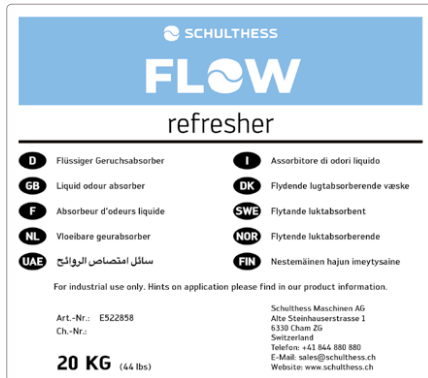 SCHULTHESS
FLOW
refresher
D Flüssiger Geruchsabsorber
GB Liquid odour absorber
F Absorbeur d'odeurs liquide
NL Vloeibare geurabsorber
UAE سائل امتصاص الروائح
I Assorbitore di odori liquido
DK Flydende lugtabsorberende væske
SWE Flytande luktabsorbent
NOR Flytende luktabsorberende
FIN Nestemäinen hajun imeytysaine
For industrial use only. Hints on application please find in our product information.
Art.-Nr.: E522858
Ch.-Nr.:
20 KG (44 lbs)
Schulthess Maschinen AG
Alte Steinhauserstrasse 1
6330 Cham ZG
Switzerland
Telefon: +41 844 880 880
E-Mail: sales@schulthess.ch
Website: www.schulthess.ch